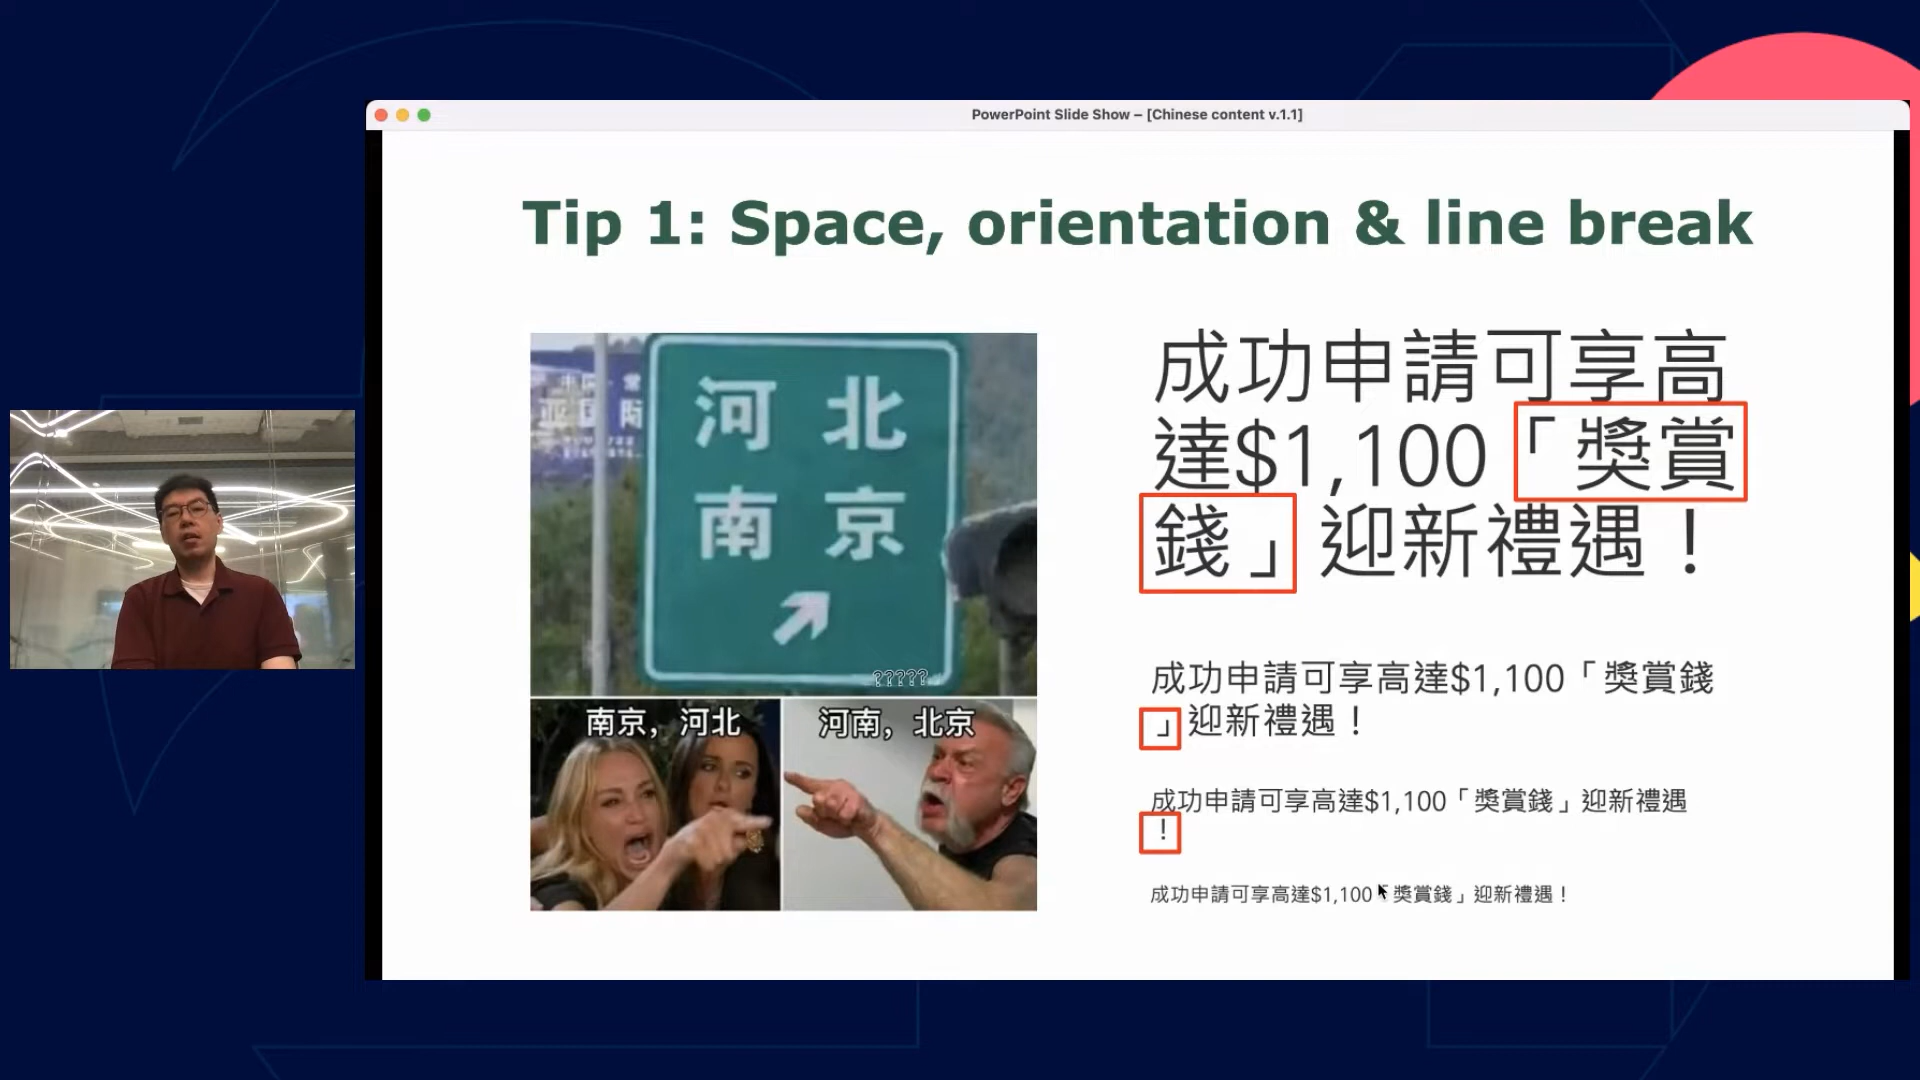 PowerPoint Slide Show – [Chinese content v.1.1]
Tip 1: Space, orientation & line break
河 北
南 京
?????
南京，河北
河南，北京
成功申請可享高
達$1,100「獎賞
錢」迎新禮遇！
成功申請可享高達$1,100「獎賞錢
」迎新禮遇！
成功申請可享高達$1,100「獎賞錢」迎新禮遇
！
成功申請可享高達$1,100「獎賞錢」迎新禮遇！